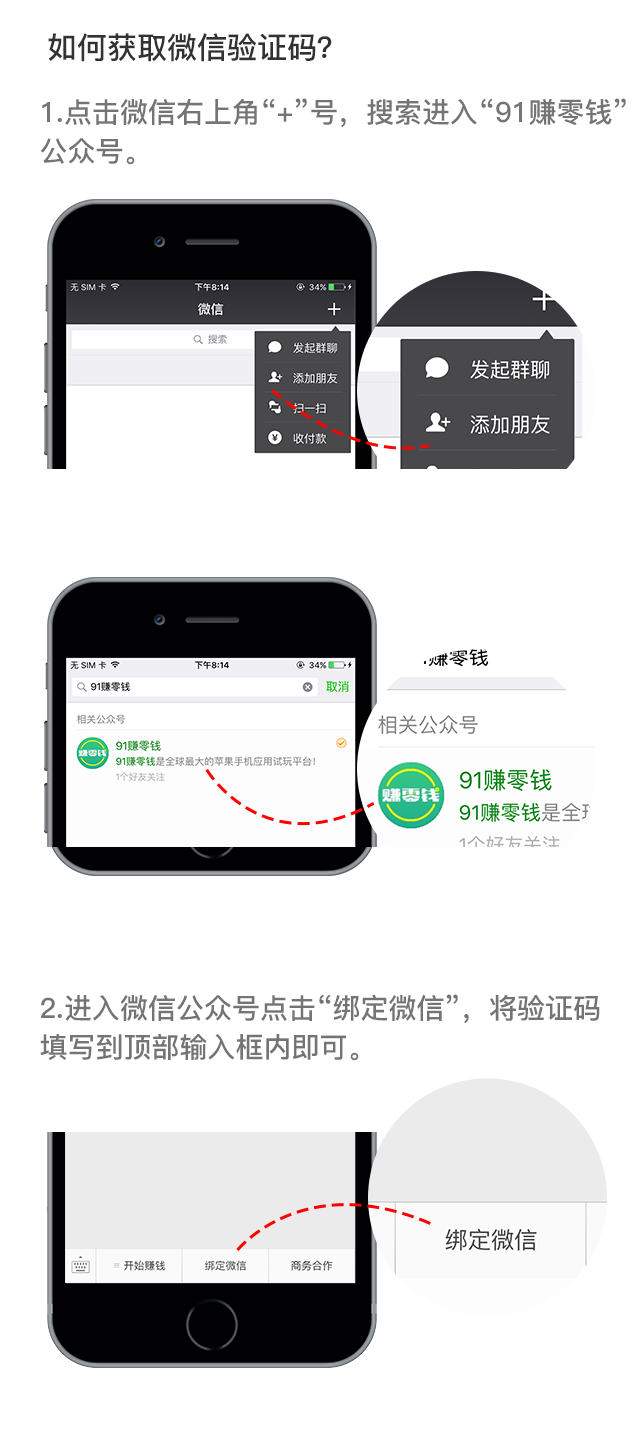 如何获取微信验证码?
1.点击微信右上角“+”号，搜索进入“91赚零钱”
公众号。
无 SIM 卡 下午8:14 34%
微信 +
搜索
发起群聊
添加朋友
扫一扫
收付款
+
发起群聊
添加朋友
无 SIM 卡 下午8:14 34%
91赚零钱 取消
相关公众号
赚零钱
91赚零钱
91赚零钱是全球最大的苹果手机应用试玩平台!
1个好友关注
赚零钱
相关公众号
赚零钱
91赚零钱
91赚零钱是全球
1个好友关注
2.进入微信公众号点击“绑定微信”，将验证码
填写到顶部输入框内即可。
开始赚钱 绑定微信 商务合作
绑定微信